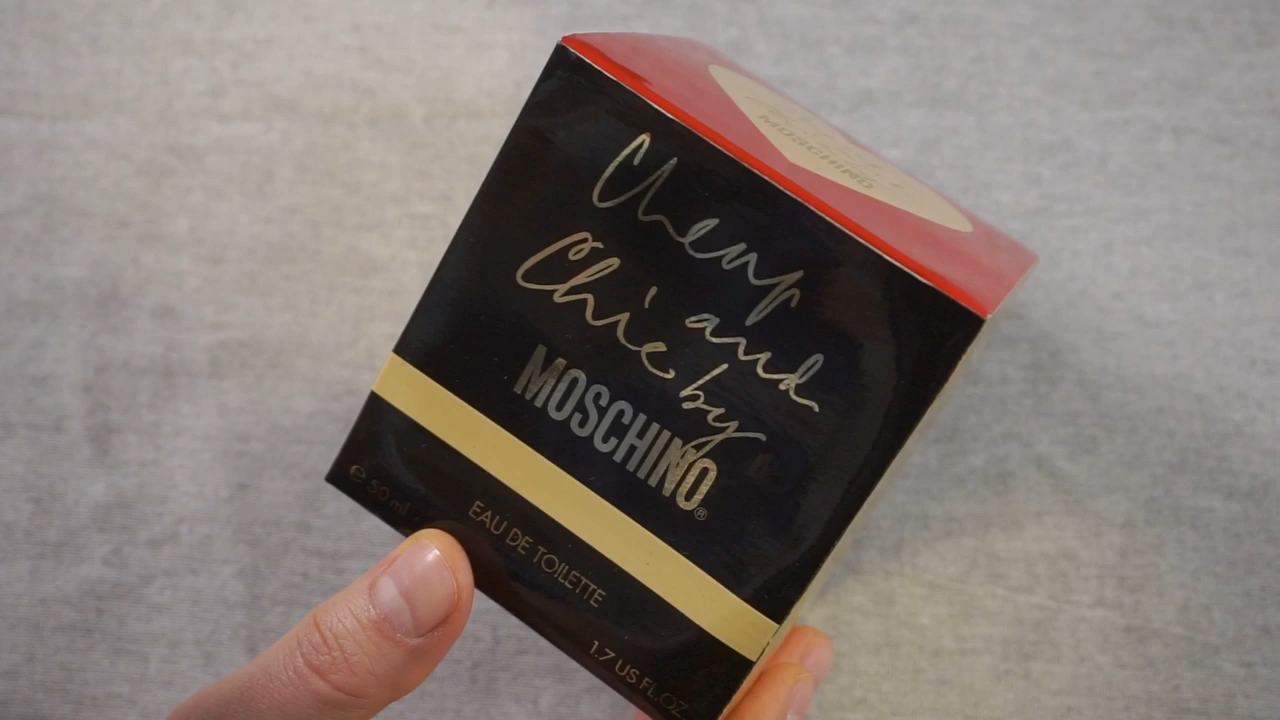 MOSCHINO
Cheap and
Chic by
MOSCHINO®
EAU DE TOILETTE
e 50 ml
1.7 US FL.OZ.